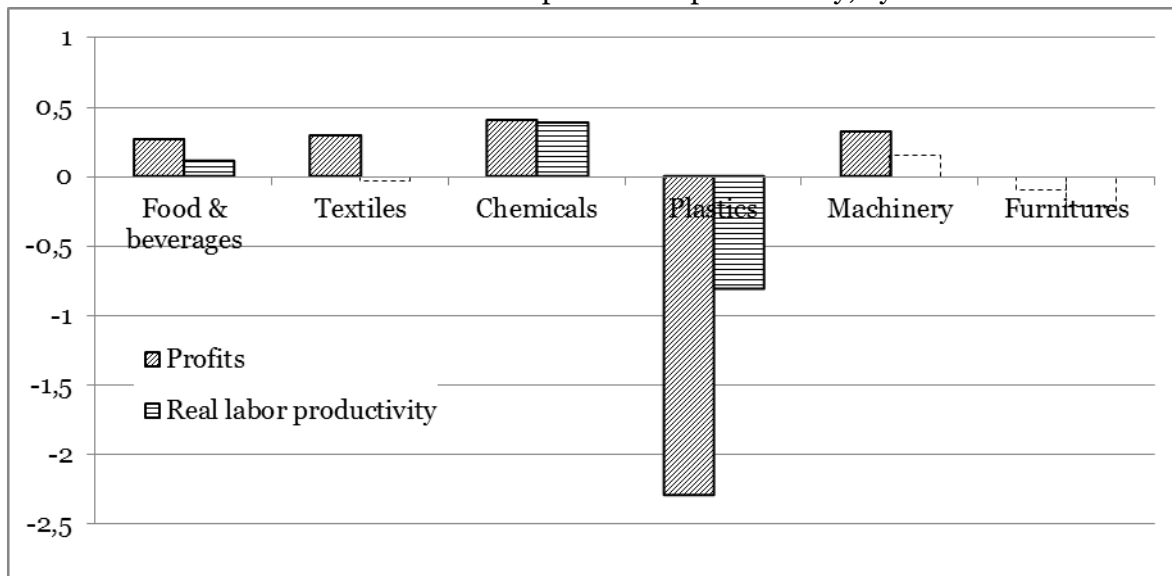 1
0,5
0
-0,5
-1
-1,5
-2
-2,5
Food &
beverages
Textiles
Chemicals
Plastics
Machinery
Furnitures
Profits
Real labor productivity